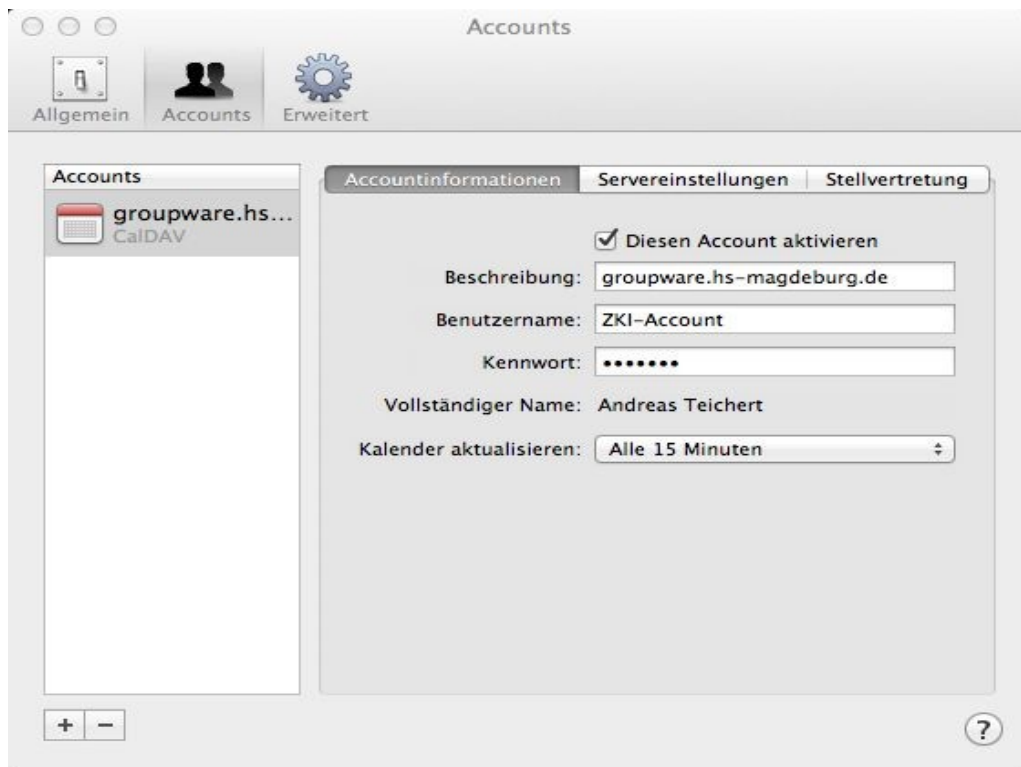 Accounts
Allgemein Accounts Erweitert
Accounts
groupware.hs...
CalDAV
Accountinformationen Servereinstellungen Stellvertretung
Diesen Account aktivieren
Beschreibung: groupware.hs-magdeburg.de
Benutzername: ZKI-Account
Kennwort: •••••••
Vollständiger Name: Andreas Teichert
Kalender aktualisieren: Alle 15 Minuten
+ − ?